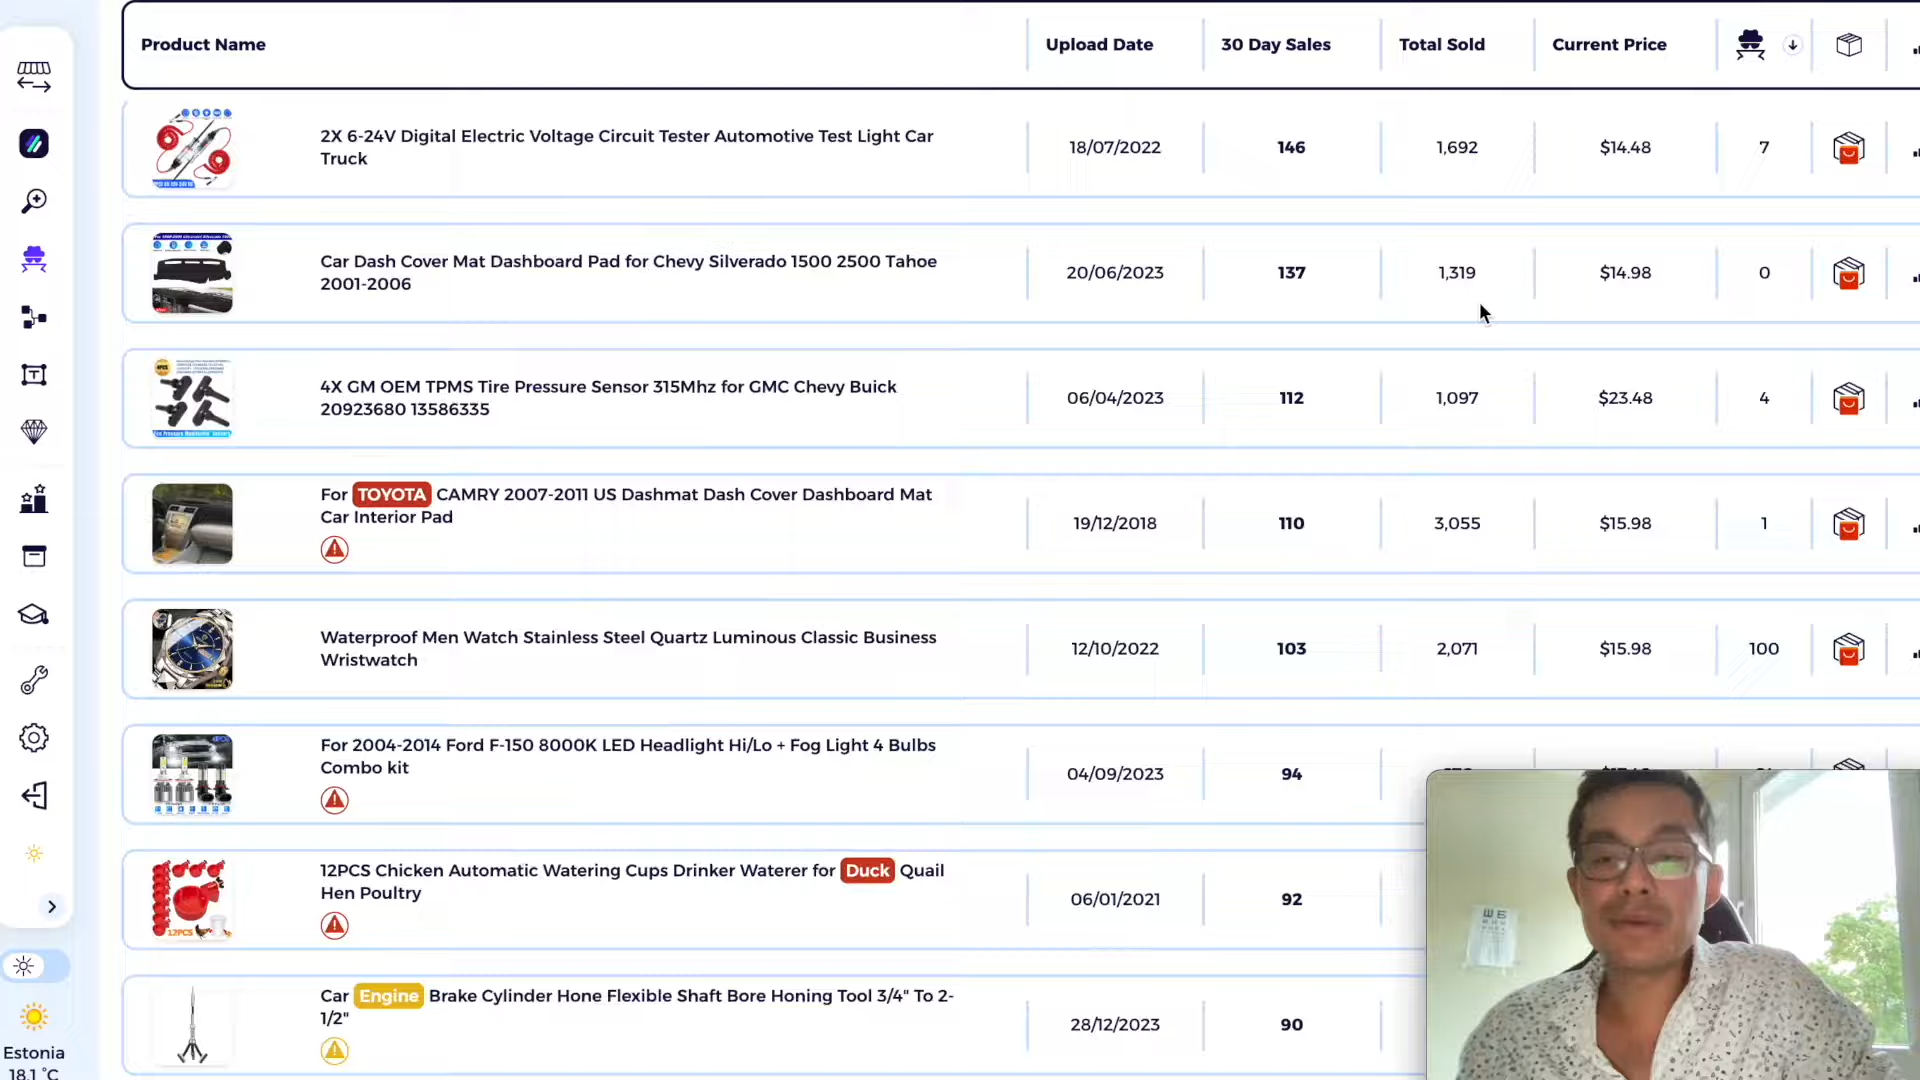 Product Name
Upload Date
30 Day Sales
Total Sold
Current Price
2X 6-24V Digital Electric Voltage Circuit Tester Automotive Test Light Car
Truck
18/07/2022
146
1,692
$14.48
7
Car Dash Cover Mat Dashboard Pad for Chevy Silverado 1500 2500 Tahoe
2001-2006
20/06/2023
137
1,319
$14.98
0
4X GM OEM TPMS Tire Pressure Sensor 315Mhz for GMC Chevy Buick
20923680 13586335
06/04/2023
112
1,097
$23.48
4
For TOYOTA CAMRY 2007-2011 US Dashmat Dash Cover Dashboard Mat
Car Interior Pad
19/12/2018
110
3,055
$15.98
1
Waterproof Men Watch Stainless Steel Quartz Luminous Classic Business
Wristwatch
12/10/2022
103
2,071
$15.98
100
For 2004-2014 Ford F-150 8000K LED Headlight Hi/Lo + Fog Light 4 Bulbs
Combo kit
04/09/2023
94
12PCS Chicken Automatic Watering Cups Drinker Waterer for Duck Quail
Hen Poultry
06/01/2021
92
12PCS
Car Engine Brake Cylinder Hone Flexible Shaft Bore Honing Tool 3/4" To 2-
1/2"
28/12/2023
90
Estonia
18.1 °C
ШБ